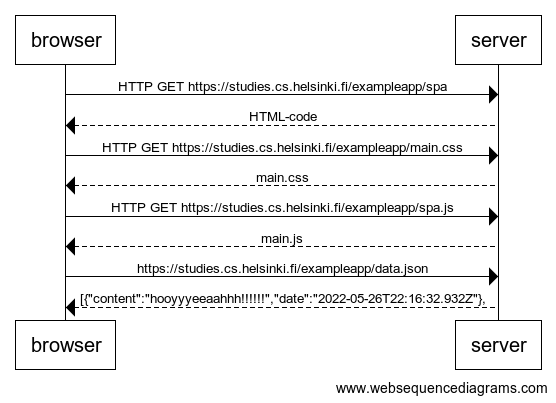 browser server
HTTP GET https://studies.cs.helsinki.fi/exampleapp/spa
HTML-code
HTTP GET https://studies.cs.helsinki.fi/exampleapp/main.css
main.css
HTTP GET https://studies.cs.helsinki.fi/exampleapp/spa.js
main.js
https://studies.cs.helsinki.fi/exampleapp/data.json
[{"content":"hooyyyeeaahhh!!!!!!","date":"2022-05-26T22:16:32.932Z"},
browser server
www.websequencediagrams.com